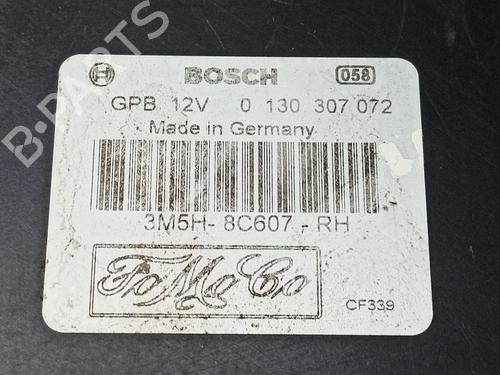 B-PARTS
BOSCH 058
GPB 12V 0 130 307 072
Made in Germany
3M5H- 8C607 - RH
FoMoCo
CF339